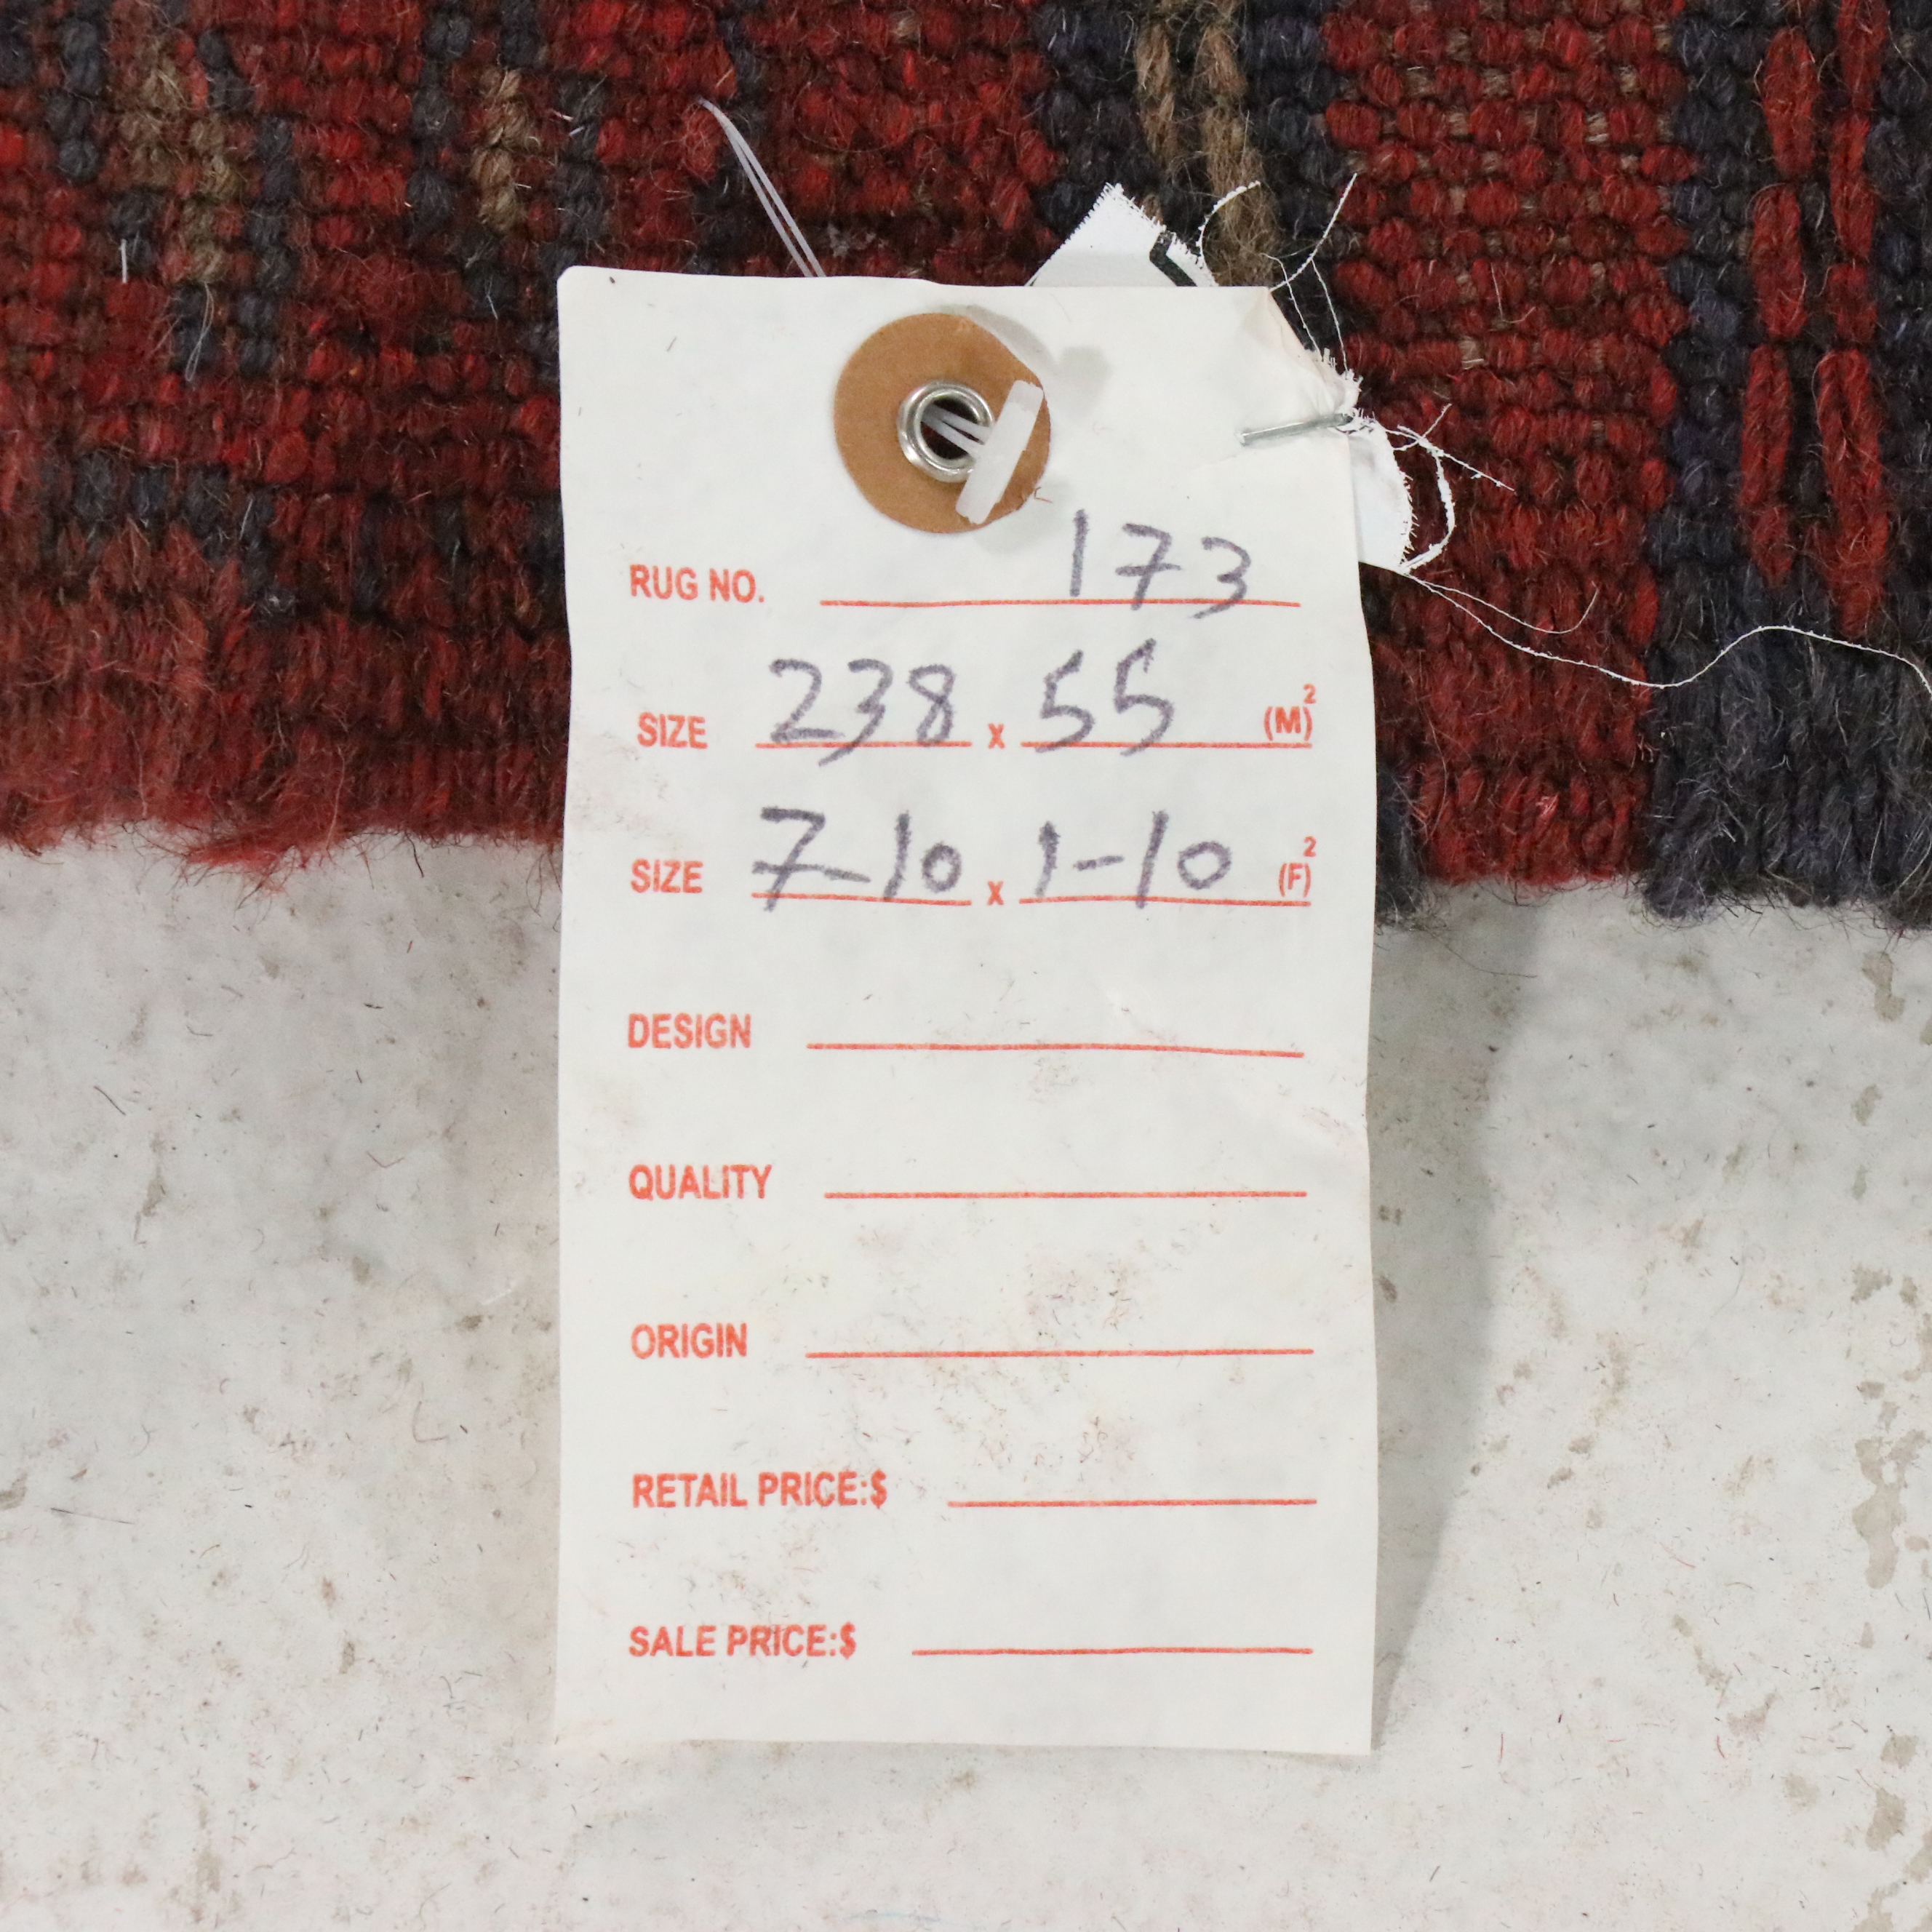 RUG NO. 173
SIZE 238 x 55 (M)²
SIZE 7-10 x 1-10 (F)²
DESIGN
QUALITY
ORIGIN
RETAIL PRICE:$
SALE PRICE:$